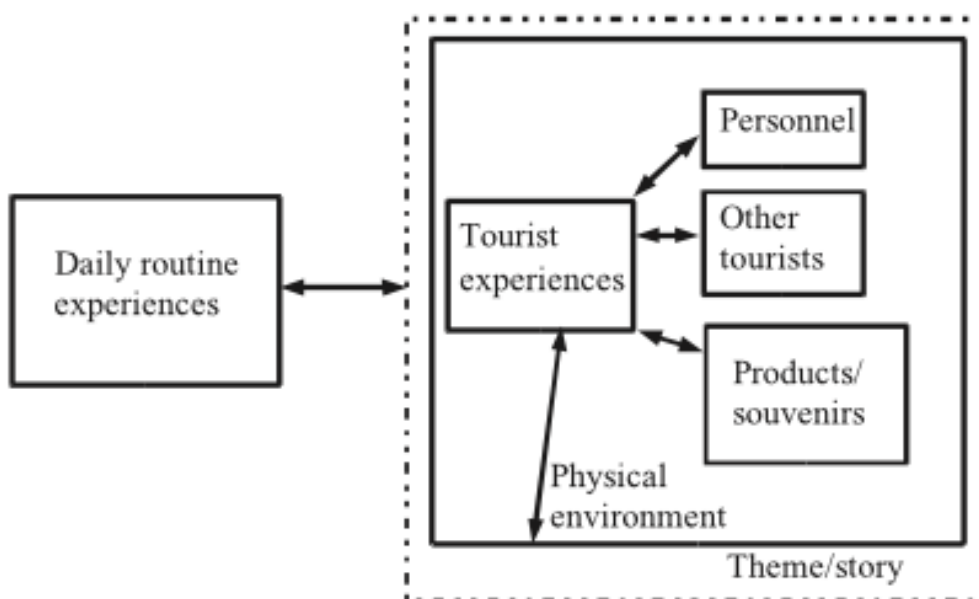 Daily routine
experiences
Tourist
experiences
Personnel
Other
tourists
Products/
souvenirs
Physical
environment
Theme/story